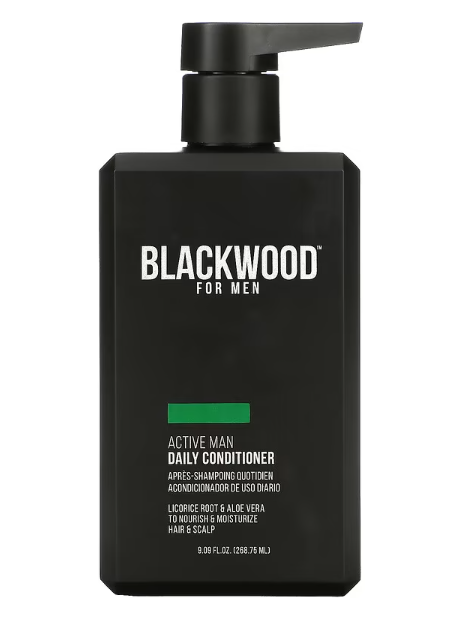 BLACKWOOD™
FOR MEN
ACTIVE MAN
DAILY CONDITIONER
APRÈS-SHAMPOING QUOTIDIEN
ACONDICIONADOR DE USO DIARIO
LICORICE ROOT & ALOE VERA
TO NOURISH & MOISTURIZE
HAIR & SCALP
9.09 FL.OZ. (268.75 ML)